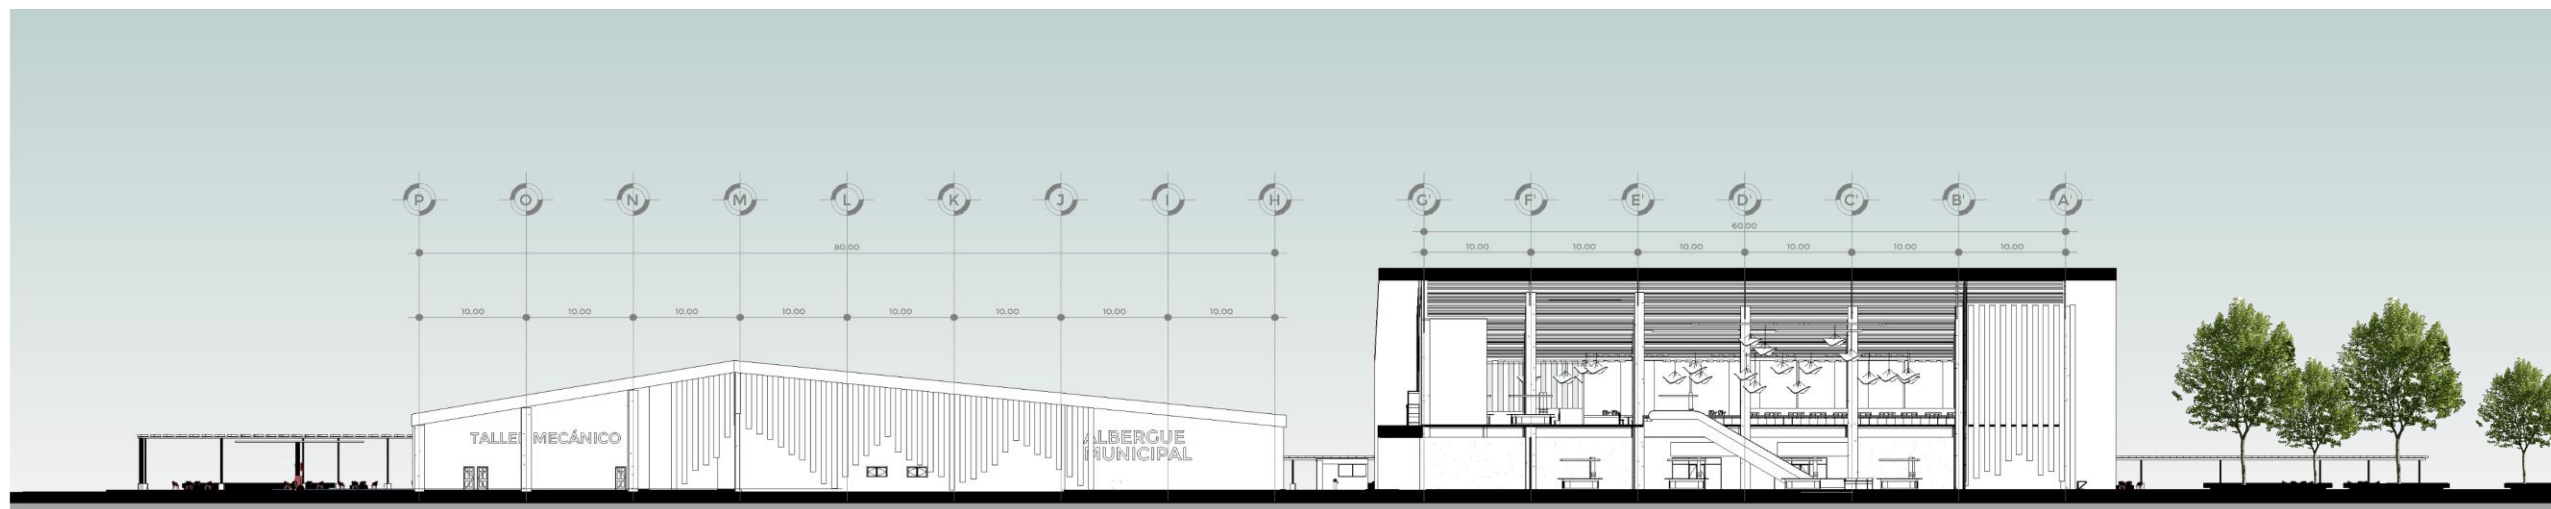 P O N M L K J I H G' F' E' D' C' B' A'
60.00
80.00
10.00 10.00 10.00 10.00 10.00 10.00
10.00 10.00 10.00 10.00 10.00 10.00 10.00 10.00
TALLER MECÁNICO
ALBERGUE
MUNICIPAL